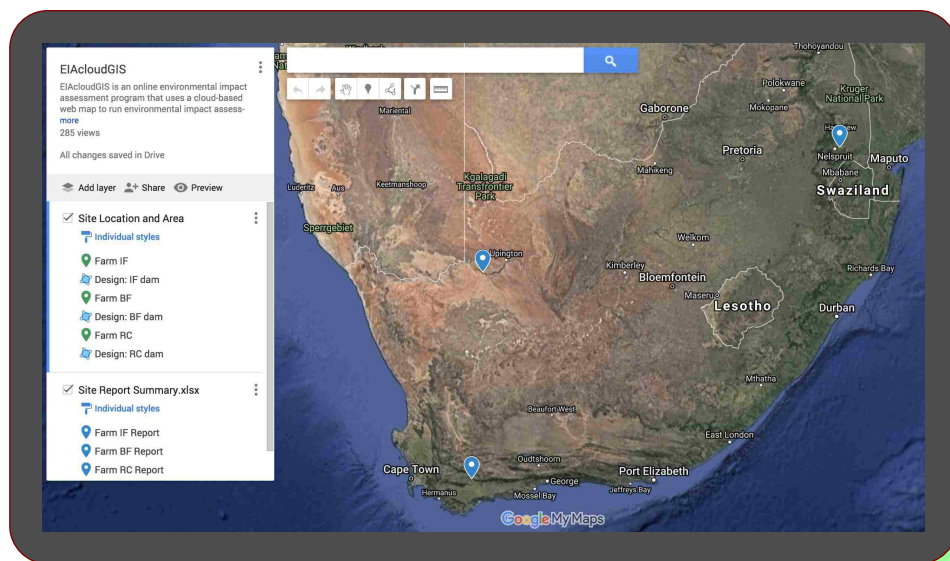 EIAcloudGIS
EIAcloudGIS is an online environmental impact
assessment program that uses a cloud-based
web map to run environmental impact assess-
more
285 views
All changes saved in Drive
Add layer
Share
Preview
Site Location and Area
Individual styles
Farm IF
Design: IF dam
Farm BF
Design: BF dam
Farm RC
Design: RC dam
Site Report Summary.xlsx
Individual styles
Farm IF Report
Farm BF Report
Farm RC Report
Thohoyandou
Polokwane
Kruger
National Park
Mokopane
Gaborone
Mariental
Pretoria
Nelspruit
Maputo
Mbabane
Mahikeng
Kgalagadi
Transfrontier
Park
Luderitz
Aus
Keetmanshoop
Swaziland
Sperrgebiet
Welkom
Upington
Kimberley
Bloemfontein
Richards Bay
Maseru
Lesotho
Durban
Mthatha
Beaufort West
East London
Cape Town
Oudtshoorn
George
Port Elizabeth
Hermanus
Mossel Bay
Jeffreys Bay
Google My Maps